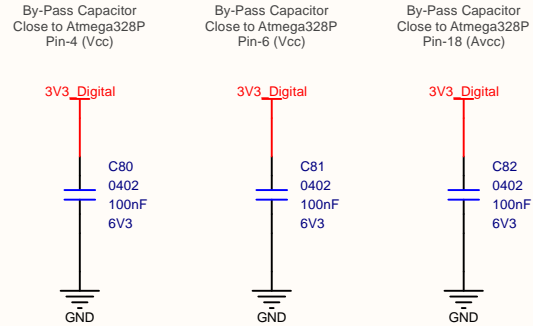 By-Pass Capacitor
Close to Atmega328P
Pin-4 (Vcc)
3V3_Digital
C80
0402
100nF
6V3
GND
By-Pass Capacitor
Close to Atmega328P
Pin-6 (Vcc)
3V3_Digital
C81
0402
100nF
6V3
GND
By-Pass Capacitor
Close to Atmega328P
Pin-18 (Avcc)
3V3_Digital
C82
0402
100nF
6V3
GND